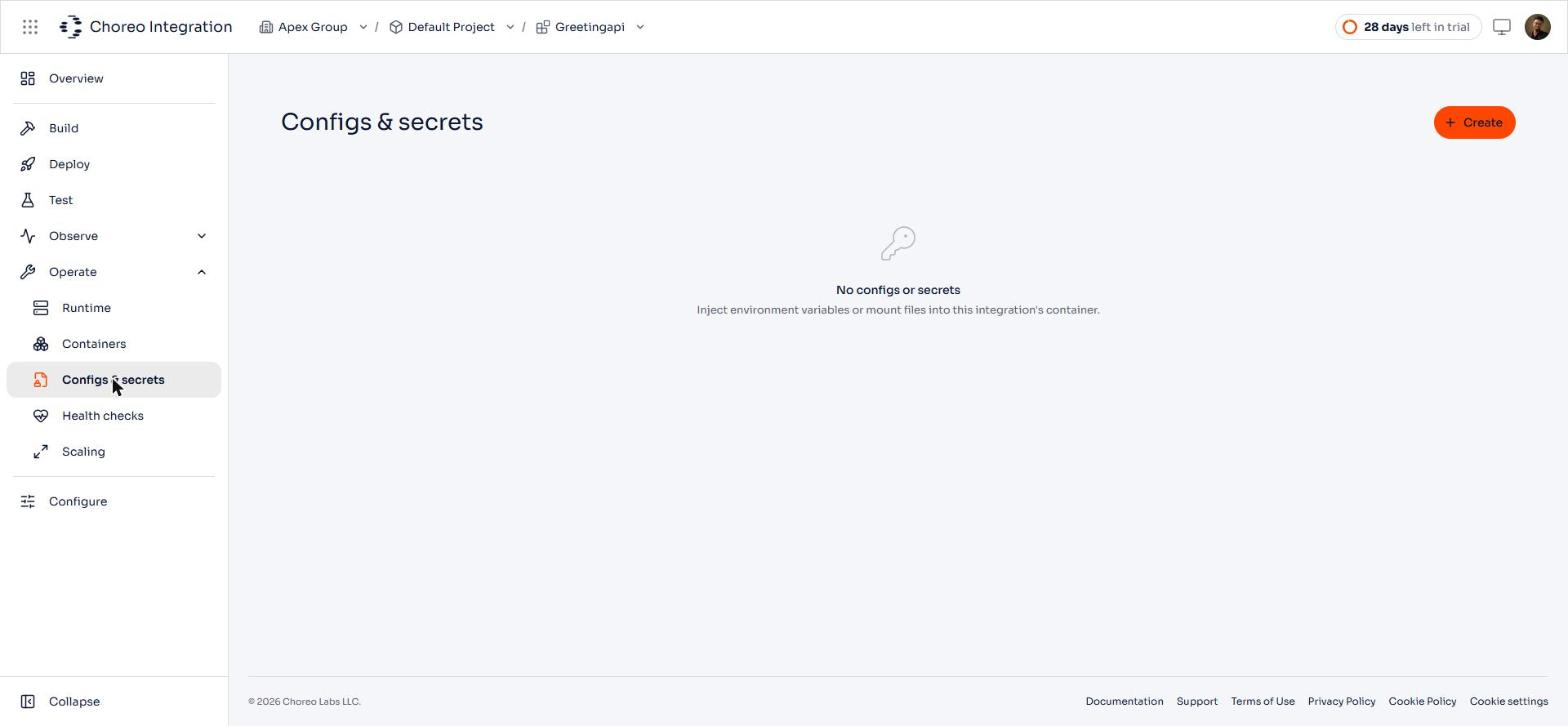 Choreo Integration Apex Group / Default Project / Greetingapi 28 days left in trial
Overview
Build
Deploy
Test
Observe
Operate
Runtime
Containers
Configs & secrets
Health checks
Scaling
Configure
Collapse
Configs & secrets
+ Create
No configs or secrets
Inject environment variables or mount files into this integration's container.
© 2026 Choreo Labs LLC.
Documentation Support Terms of Use Privacy Policy Cookie Policy Cookie settings